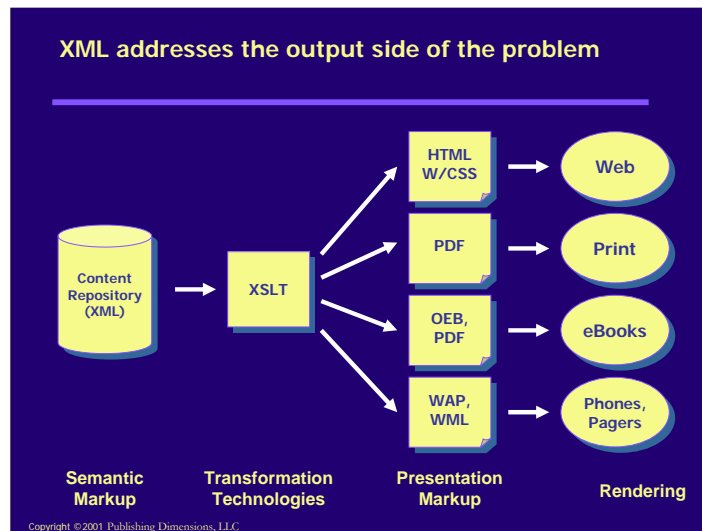 XML addresses the output side of the problem
HTML
W/CSS
Web
Content
Repository
(XML)
XSLT
PDF
Print
OEB,
PDF
eBooks
WAP,
WML
Phones,
Pagers
Semantic
Markup
Transformation
Technologies
Presentation
Markup
Rendering
Copyright ©2001 Publishing Dimensions, LLC